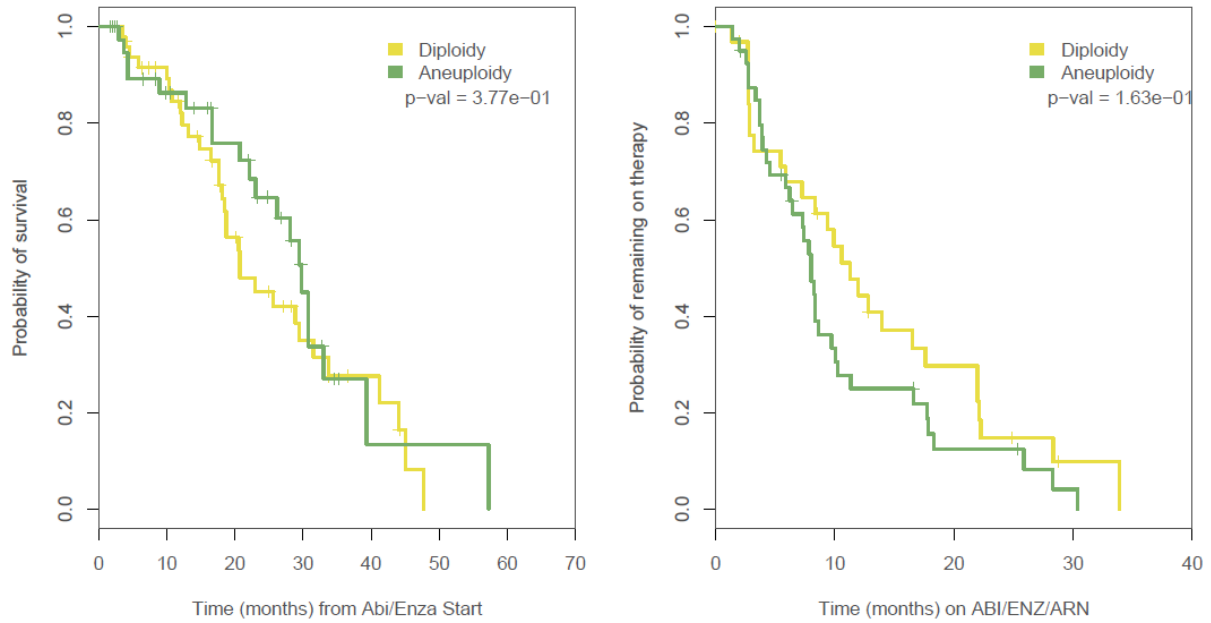 Probability of survival
1.0
0.8
0.6
0.4
0.2
0.0
Diploidy
Aneuploidy
p−val = 3.77e−01
0 10 20 30 40 50 60 70
Time (months) from Abi/Enza Start
Probability of remaining on therapy
1.0
0.8
0.6
0.4
0.2
0.0
Diploidy
Aneuploidy
p−val = 1.63e−01
0 10 20 30 40
Time (months) on ABI/ENZ/ARN